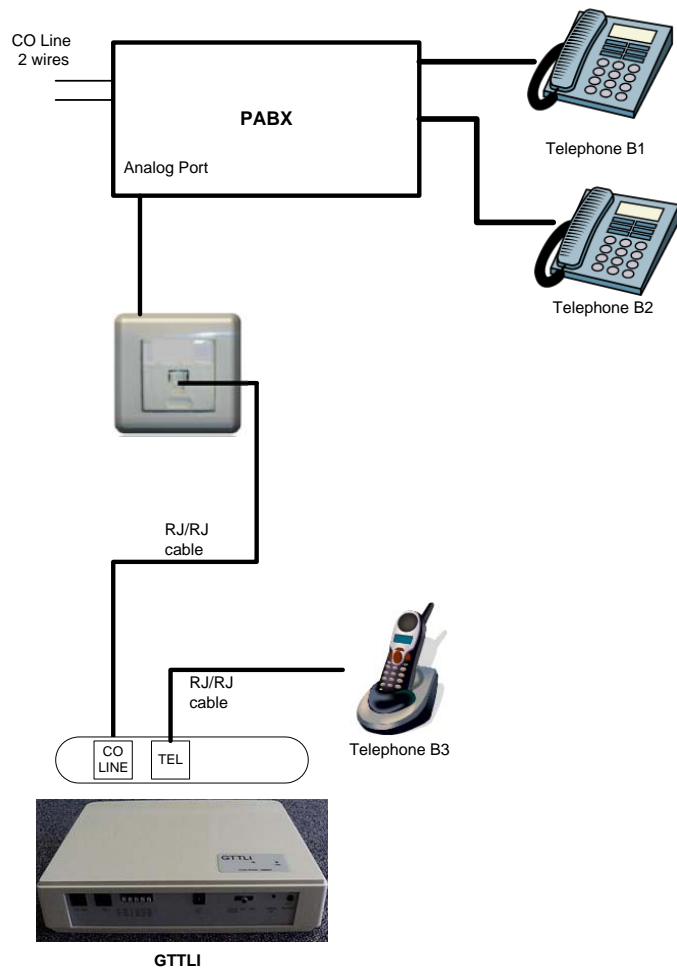 CO Line
2 wires
PABX
Analog Port
Telephone B1
Telephone B2
RJ/RJ
cable
RJ/RJ
cable
Telephone B3
CO
LINE
TEL
GTTLI
GTTLI